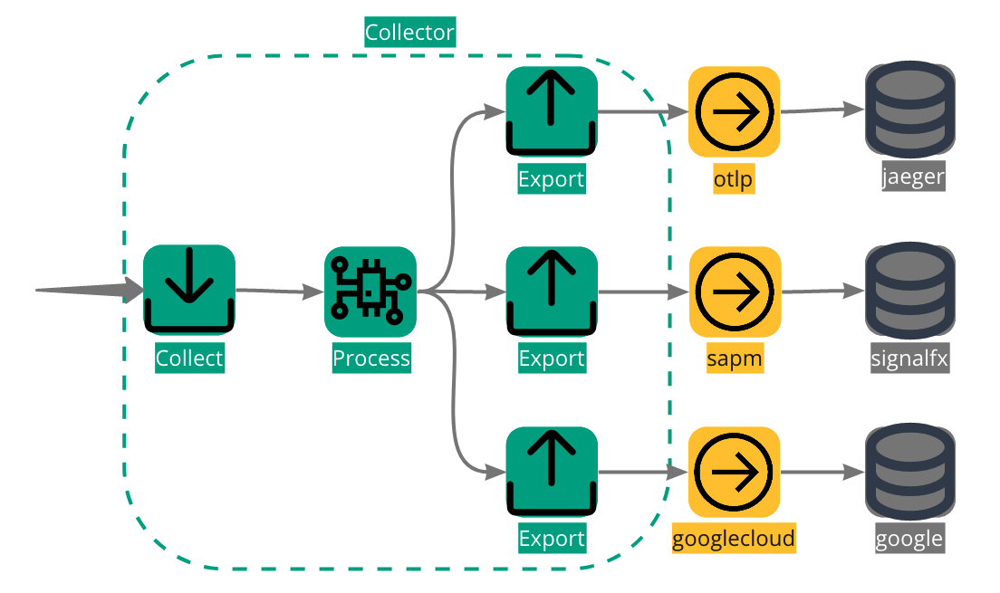 Collector
Export
otlp
jaeger
Collect
Process
Export
sapm
signalfx
Export
googlecloud
google